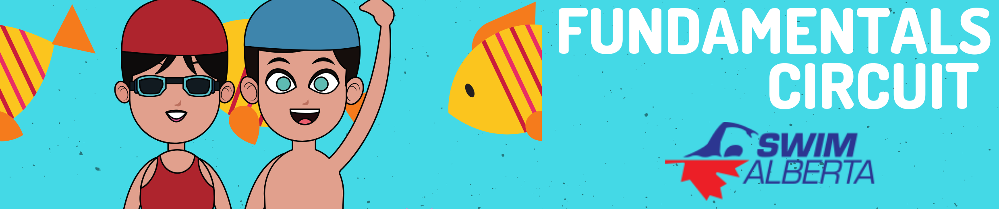 FUNDAMENTALS
CIRCUIT
SWIM
ALBERTA